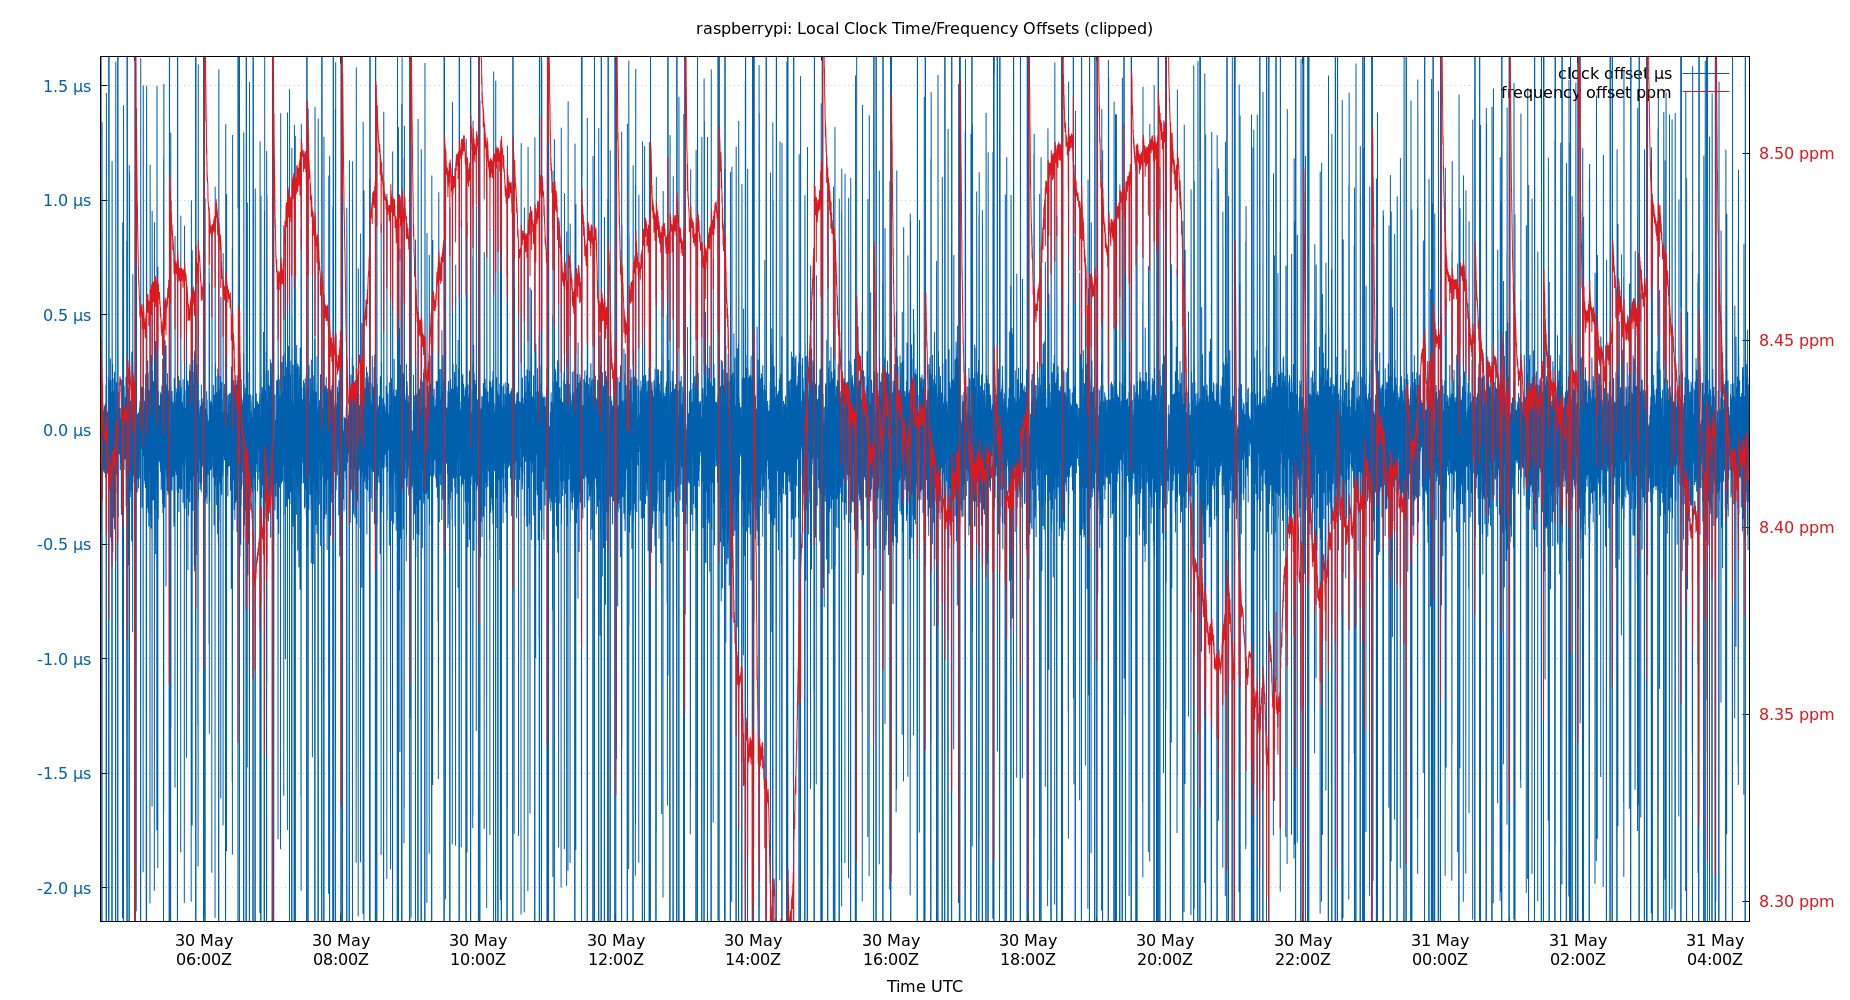 raspberrypi: Local Clock Time/Frequency Offsets (clipped)
clock offset µs
frequency offset ppm
1.5 µs
1.0 µs
0.5 µs
0.0 µs
-0.5 µs
-1.0 µs
-1.5 µs
-2.0 µs
8.50 ppm
8.45 ppm
8.40 ppm
8.35 ppm
8.30 ppm
30 May
06:00Z
30 May
08:00Z
30 May
10:00Z
30 May
12:00Z
30 May
14:00Z
30 May
16:00Z
30 May
18:00Z
30 May
20:00Z
30 May
22:00Z
31 May
00:00Z
31 May
02:00Z
31 May
04:00Z
Time UTC